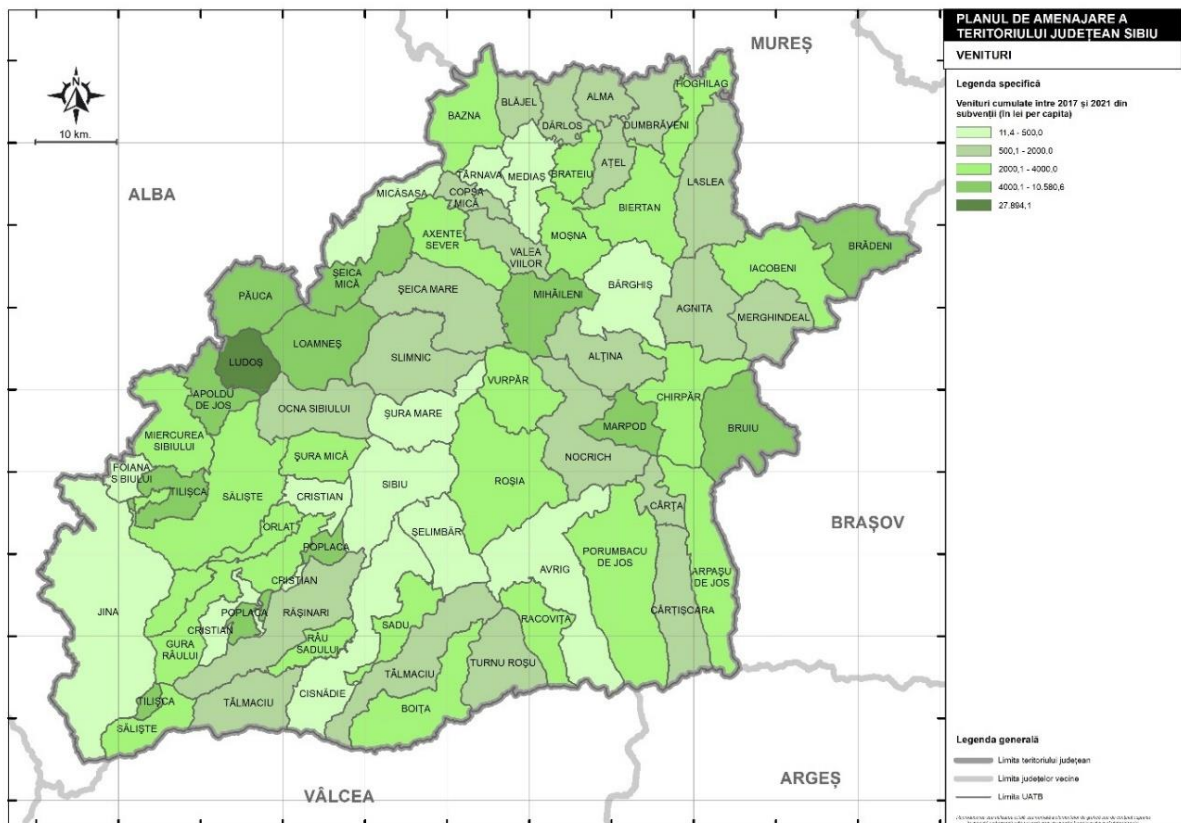 PLANUL DE AMENAJARE A
TERITORIULUI JUDEȚEAN SIBIU
VENITURI
Legenda specifică
Venituri cumulate între 2017 și 2021 din
subvenții (în lei per capita)
11,4 - 500,0
500,1 - 2000,0
2000,1 - 4000,0
4000,1 - 10.580,6
27.894,1
N
10 km.
MUREȘ
ALBA
BRAȘOV
ARGEȘ
VÂLCEA
HOGHILAG
BLĂJEL
ALMA
BAZNA
DÂRLOS
DUMBRĂVENI
AȚEL
TÂRNAVA
MEDIAȘ
BRATEIU
LASLEA
MICĂSASA
COPȘA
MICĂ
BIERTAN
AXENTE
SEVER
MOȘNA
BRĂDENI
VALEA
VIILOR
IACOBENI
ȘEICA
MICĂ
BÂRGHIȘ
ȘEICA MARE
PĂUCA
MIHĂILENI
AGNITA
MERGHINDEAL
LOAMNEȘ
LUDOȘ
SLIMNIC
ALȚINA
VURPĂR
APOLDU
DE JOS
CHIRPĂR
OCNA SIBIULUI
ȘURA MARE
MARPOD
BRUIU
MIERCUREA
SIBIULUI
ȘURA MICĂ
NOCRICH
POIANA
SIBIULUI
TILIȘCA
SĂLIȘTE
CRISTIAN
SIBIU
ROȘIA
CÂRȚA
ORLAT
ȘELIMBĂR
POPLACA
PORUMBACU
DE JOS
AVRIG
ARPAȘU
DE JOS
CRISTIAN
JINA
POPLACA
RĂȘINARI
CÂRȚIȘOARA
SADU
RACOVIȚA
CRISTIAN
GURA
RÂULUI
RÂU
SADULUI
TURNU ROȘU
TĂLMACIU
CISNĂDIE
TILIȘCA
TĂLMACIU
BOIȚA
SĂLIȘTE
Legenda generală
Limita teritoriului județean
Limita județelor vecine
Limita UATB